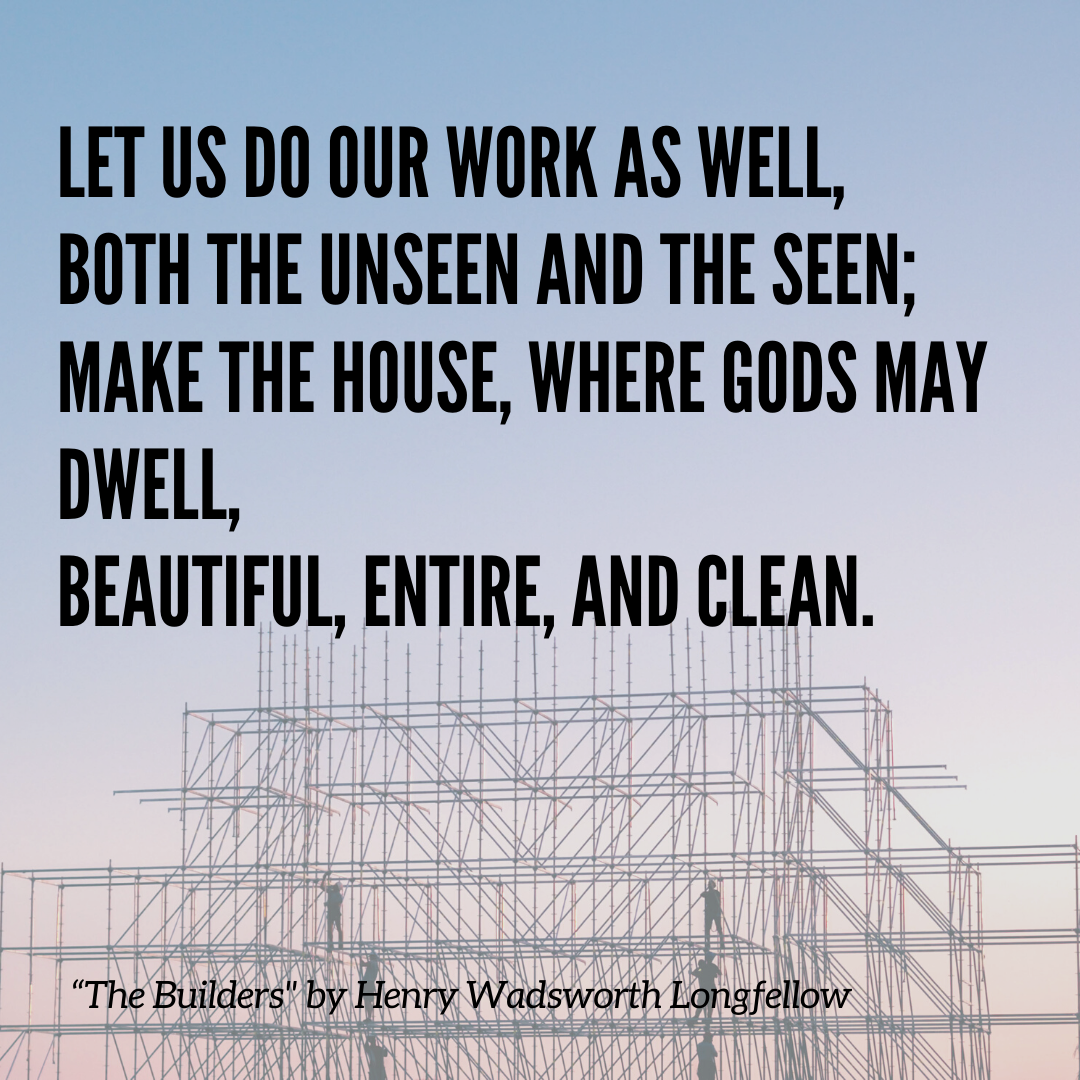 LET US DO OUR WORK AS WELL,
BOTH THE UNSEEN AND THE SEEN;
MAKE THE HOUSE, WHERE GODS MAY
DWELL,
BEAUTIFUL, ENTIRE, AND CLEAN.
“The Builders" by Henry Wadsworth Longfellow